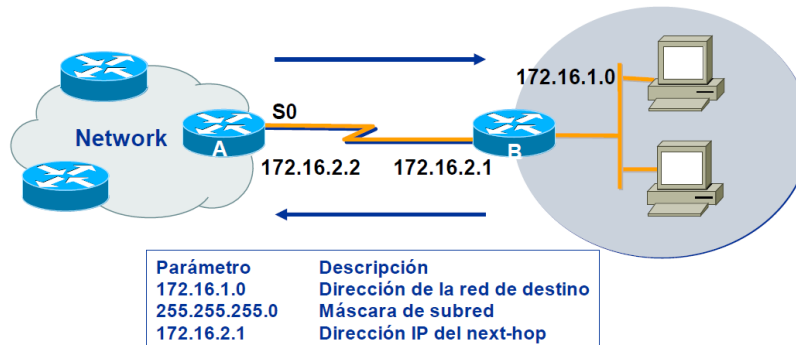 172.16.1.0
S0
Network
A
B
172.16.2.2
172.16.2.1
Parámetro Descripción
172.16.1.0 Dirección de la red de destino
255.255.255.0 Máscara de subred
172.16.2.1 Dirección IP del next-hop